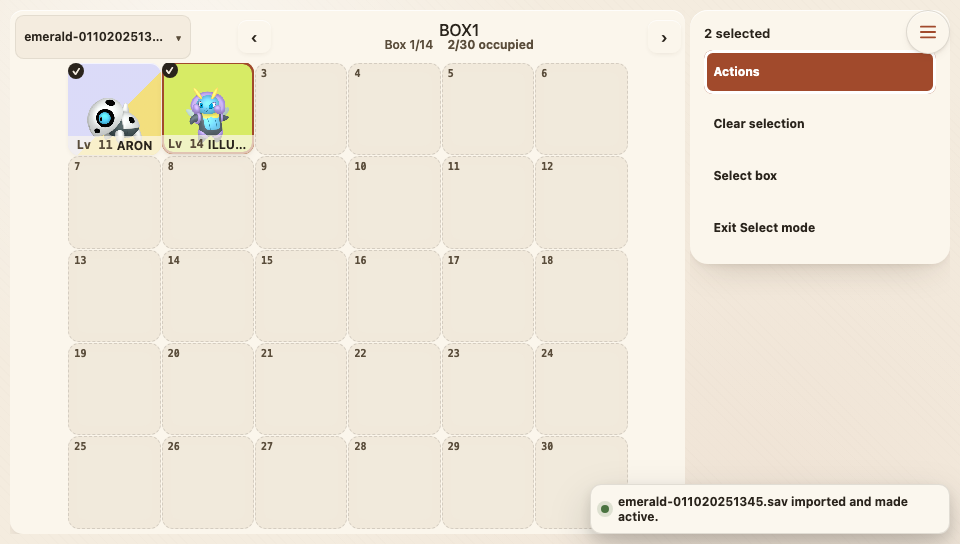 emerald-0110202513... ▾
‹
BOX1
Box 1/14 2/30 occupied
›
2 selected
Actions
Clear selection
Select box
Exit Select mode
Lv 11 ARON
Lv 14 ILLU...
3
4
5
6
7
8
9
10
11
12
13
14
15
16
17
18
19
20
21
22
23
24
25
26
27
28
29
30
emerald-011020251345.sav imported and made
active.